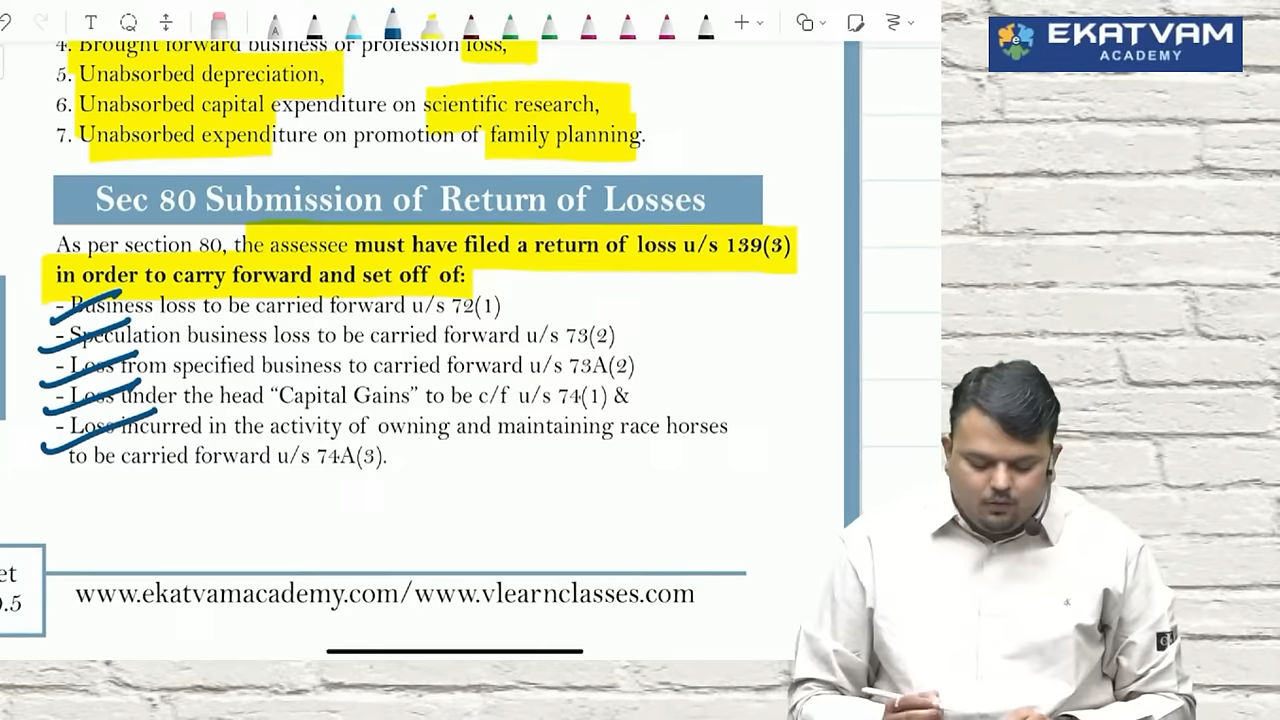 T
A
EKATVAM
ACADEMY
4. Brought forward business or profession loss,
5. Unabsorbed depreciation,
6. Unabsorbed capital expenditure on scientific research,
7. Unabsorbed expenditure on promotion of family planning.
Sec 80 Submission of Return of Losses
As per section 80, the assessee must have filed a return of loss u/s 139(3)
in order to carry forward and set off of:
- Business loss to be carried forward u/s 72(1)
- Speculation business loss to be carried forward u/s 73(2)
- Loss from specified business to carried forward u/s 73A(2)
- Loss under the head “Capital Gains” to be c/f u/s 74(1) &
- Loss incurred in the activity of owning and maintaining race horses
to be carried forward u/s 74A(3).
et
.5
www.ekatvamacademy.com/www.vlearnclasses.com